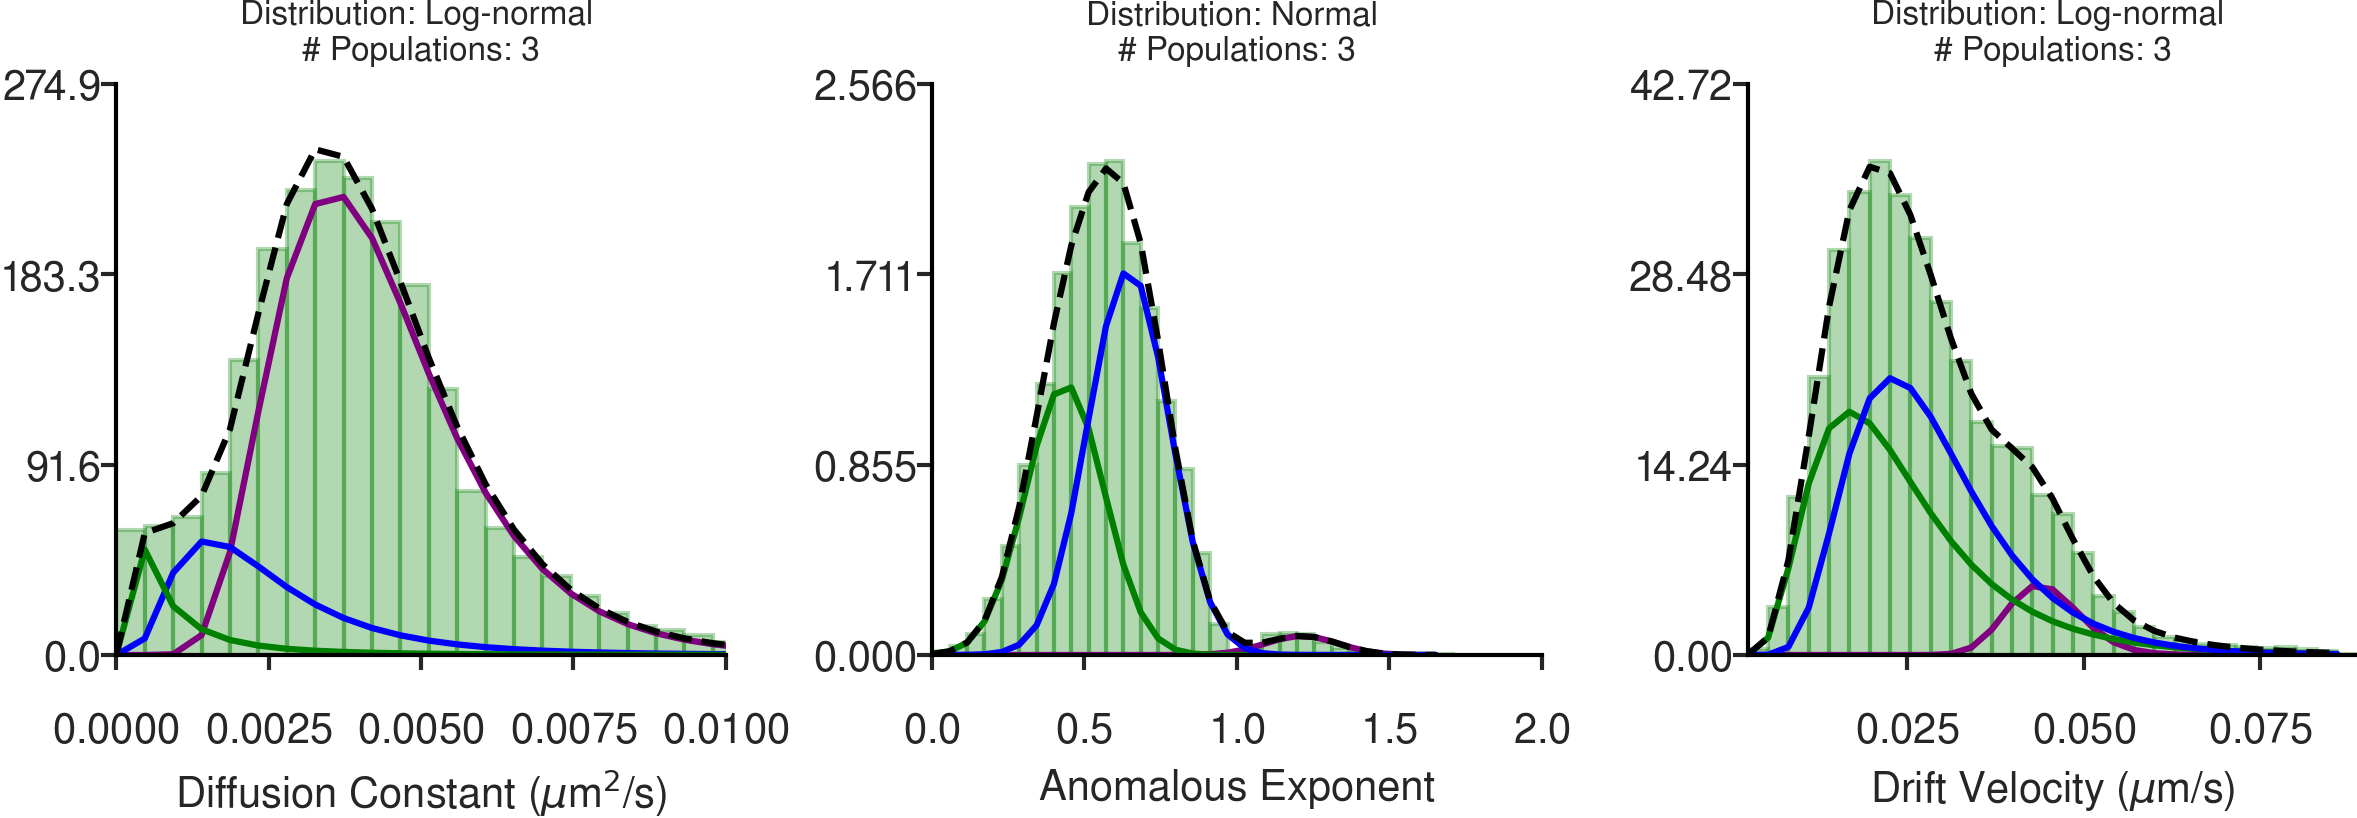 Distribution: Log-normal
# Populations: 3
274.9
183.3
91.6
0.0
0.0000 0.0025 0.0050 0.0075 0.0100
Diffusion Constant (μm²/s)
Distribution: Normal
# Populations: 3
2.566
1.711
0.855
0.000
0.0 0.5 1.0 1.5 2.0
Anomalous Exponent
Distribution: Log-normal
# Populations: 3
42.72
28.48
14.24
0.00
0.025 0.050 0.075
Drift Velocity (μm/s)